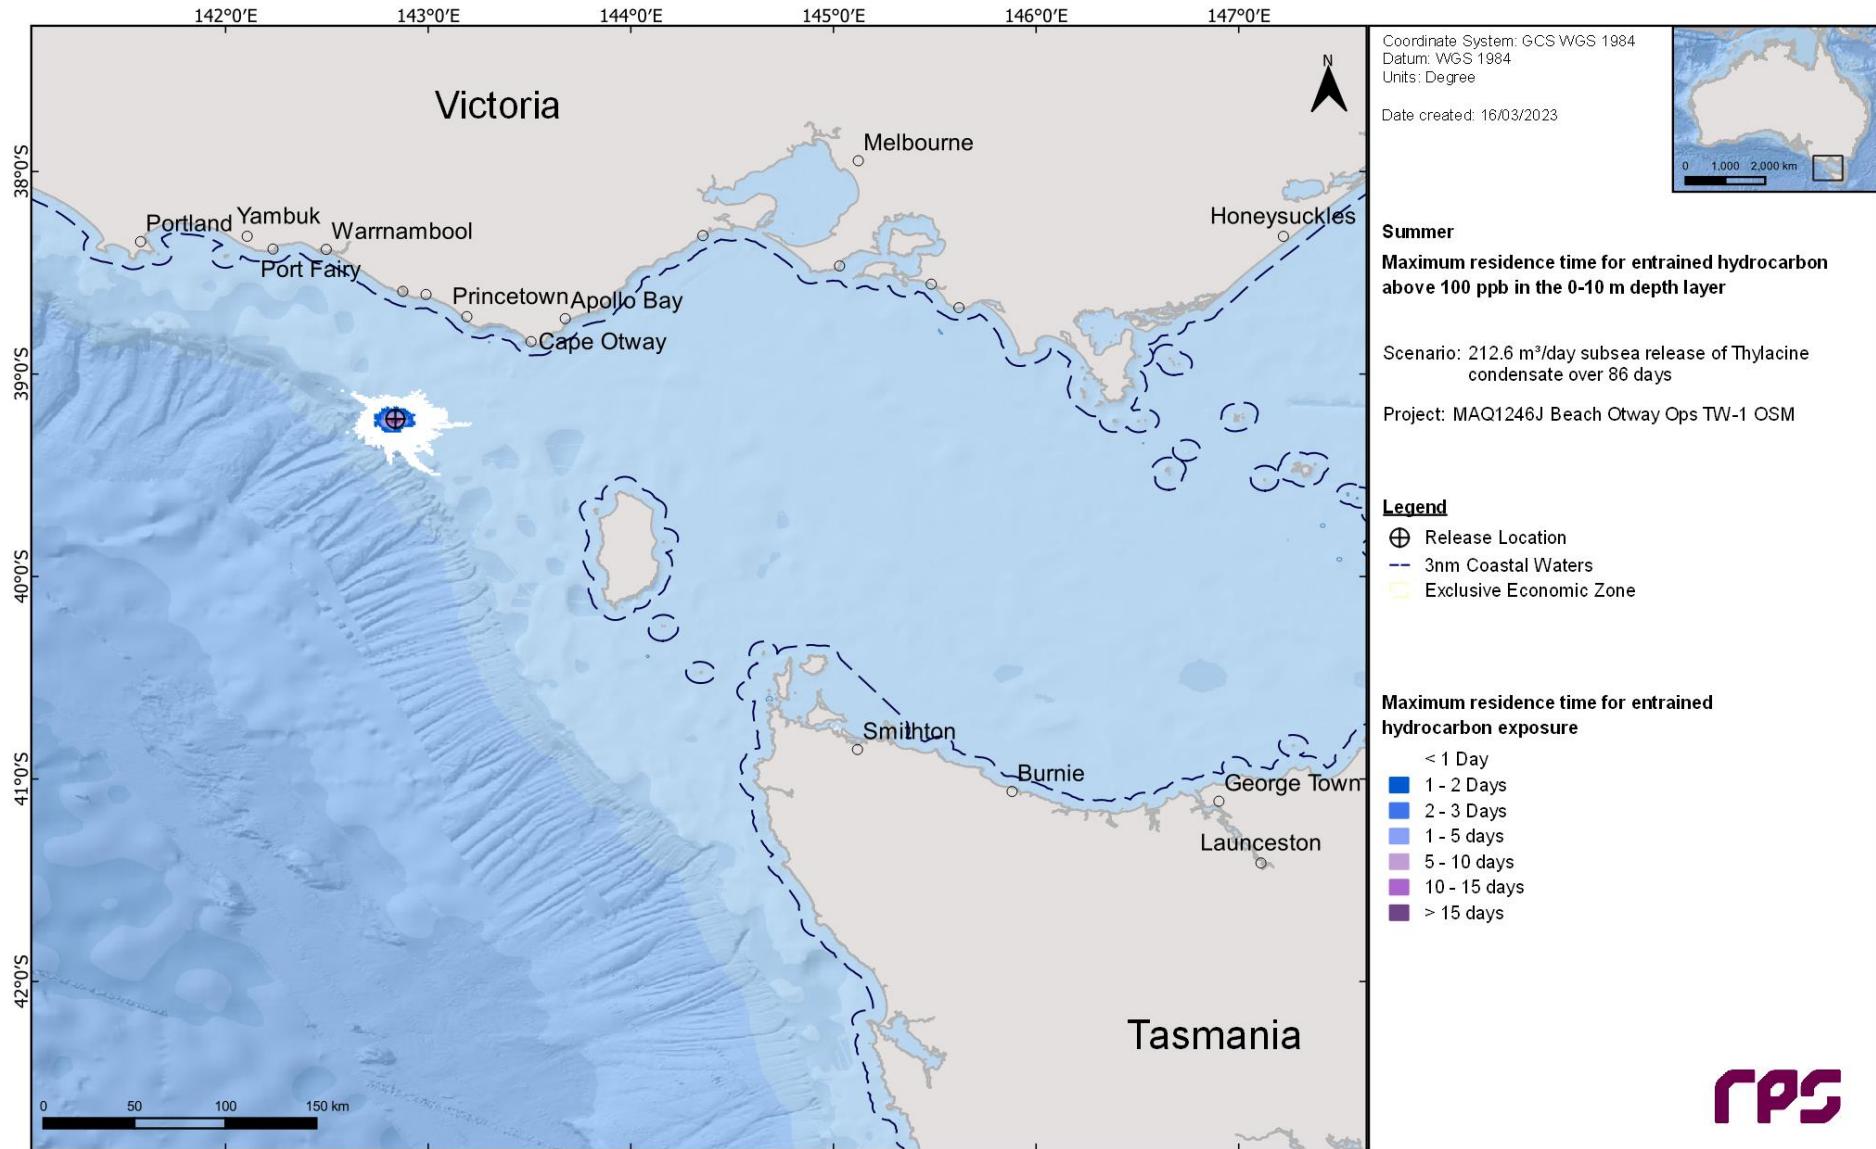 142°0'E
143°0'E
144°0'E
145°0'E
146°0'E
147°0'E
38°0'S
39°0'S
40°0'S
41°0'S
42°0'S
Victoria
Melbourne
Portland
Yambuk
Warrnambool
Port Fairy
Princetown
Apollo Bay
Cape Otway
Honeysuckles
Smithton
Burnie
George Town
Launceston
Tasmania
0 50 100 150 km
N
Coordinate System: GCS WGS 1984
Datum: WGS 1984
Units: Degree
Date created: 16/03/2023
0 1,000 2,000 km
Summer
Maximum residence time for entrained hydrocarbon
above 100 ppb in the 0-10 m depth layer
Scenario: 212.6 m³/day subsea release of Thylacine
condensate over 86 days
Project: MAQ1246J Beach Otway Ops TW-1 OSM
Legend
Release Location
3nm Coastal Waters
Exclusive Economic Zone
Maximum residence time for entrained
hydrocarbon exposure
< 1 Day
1 - 2 Days
2 - 3 Days
1 - 5 days
5 - 10 days
10 - 15 days
> 15 days
rps